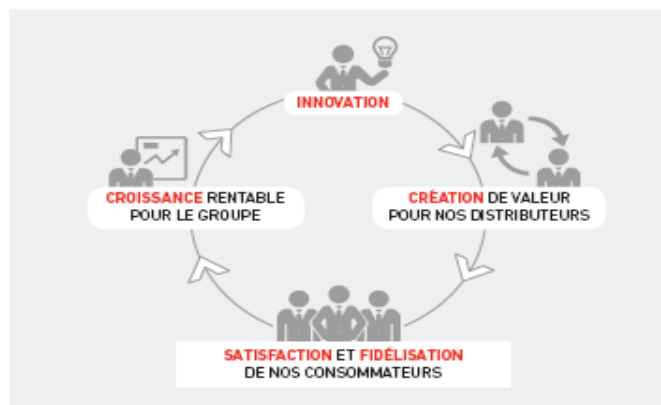 INNOVATION
CRÉATION DE VALEUR
POUR NOS DISTRIBUTEURS
SATISFACTION ET FIDÉLISATION
DE NOS CONSOMMATEURS
CROISSANCE RENTABLE
POUR LE GROUPE